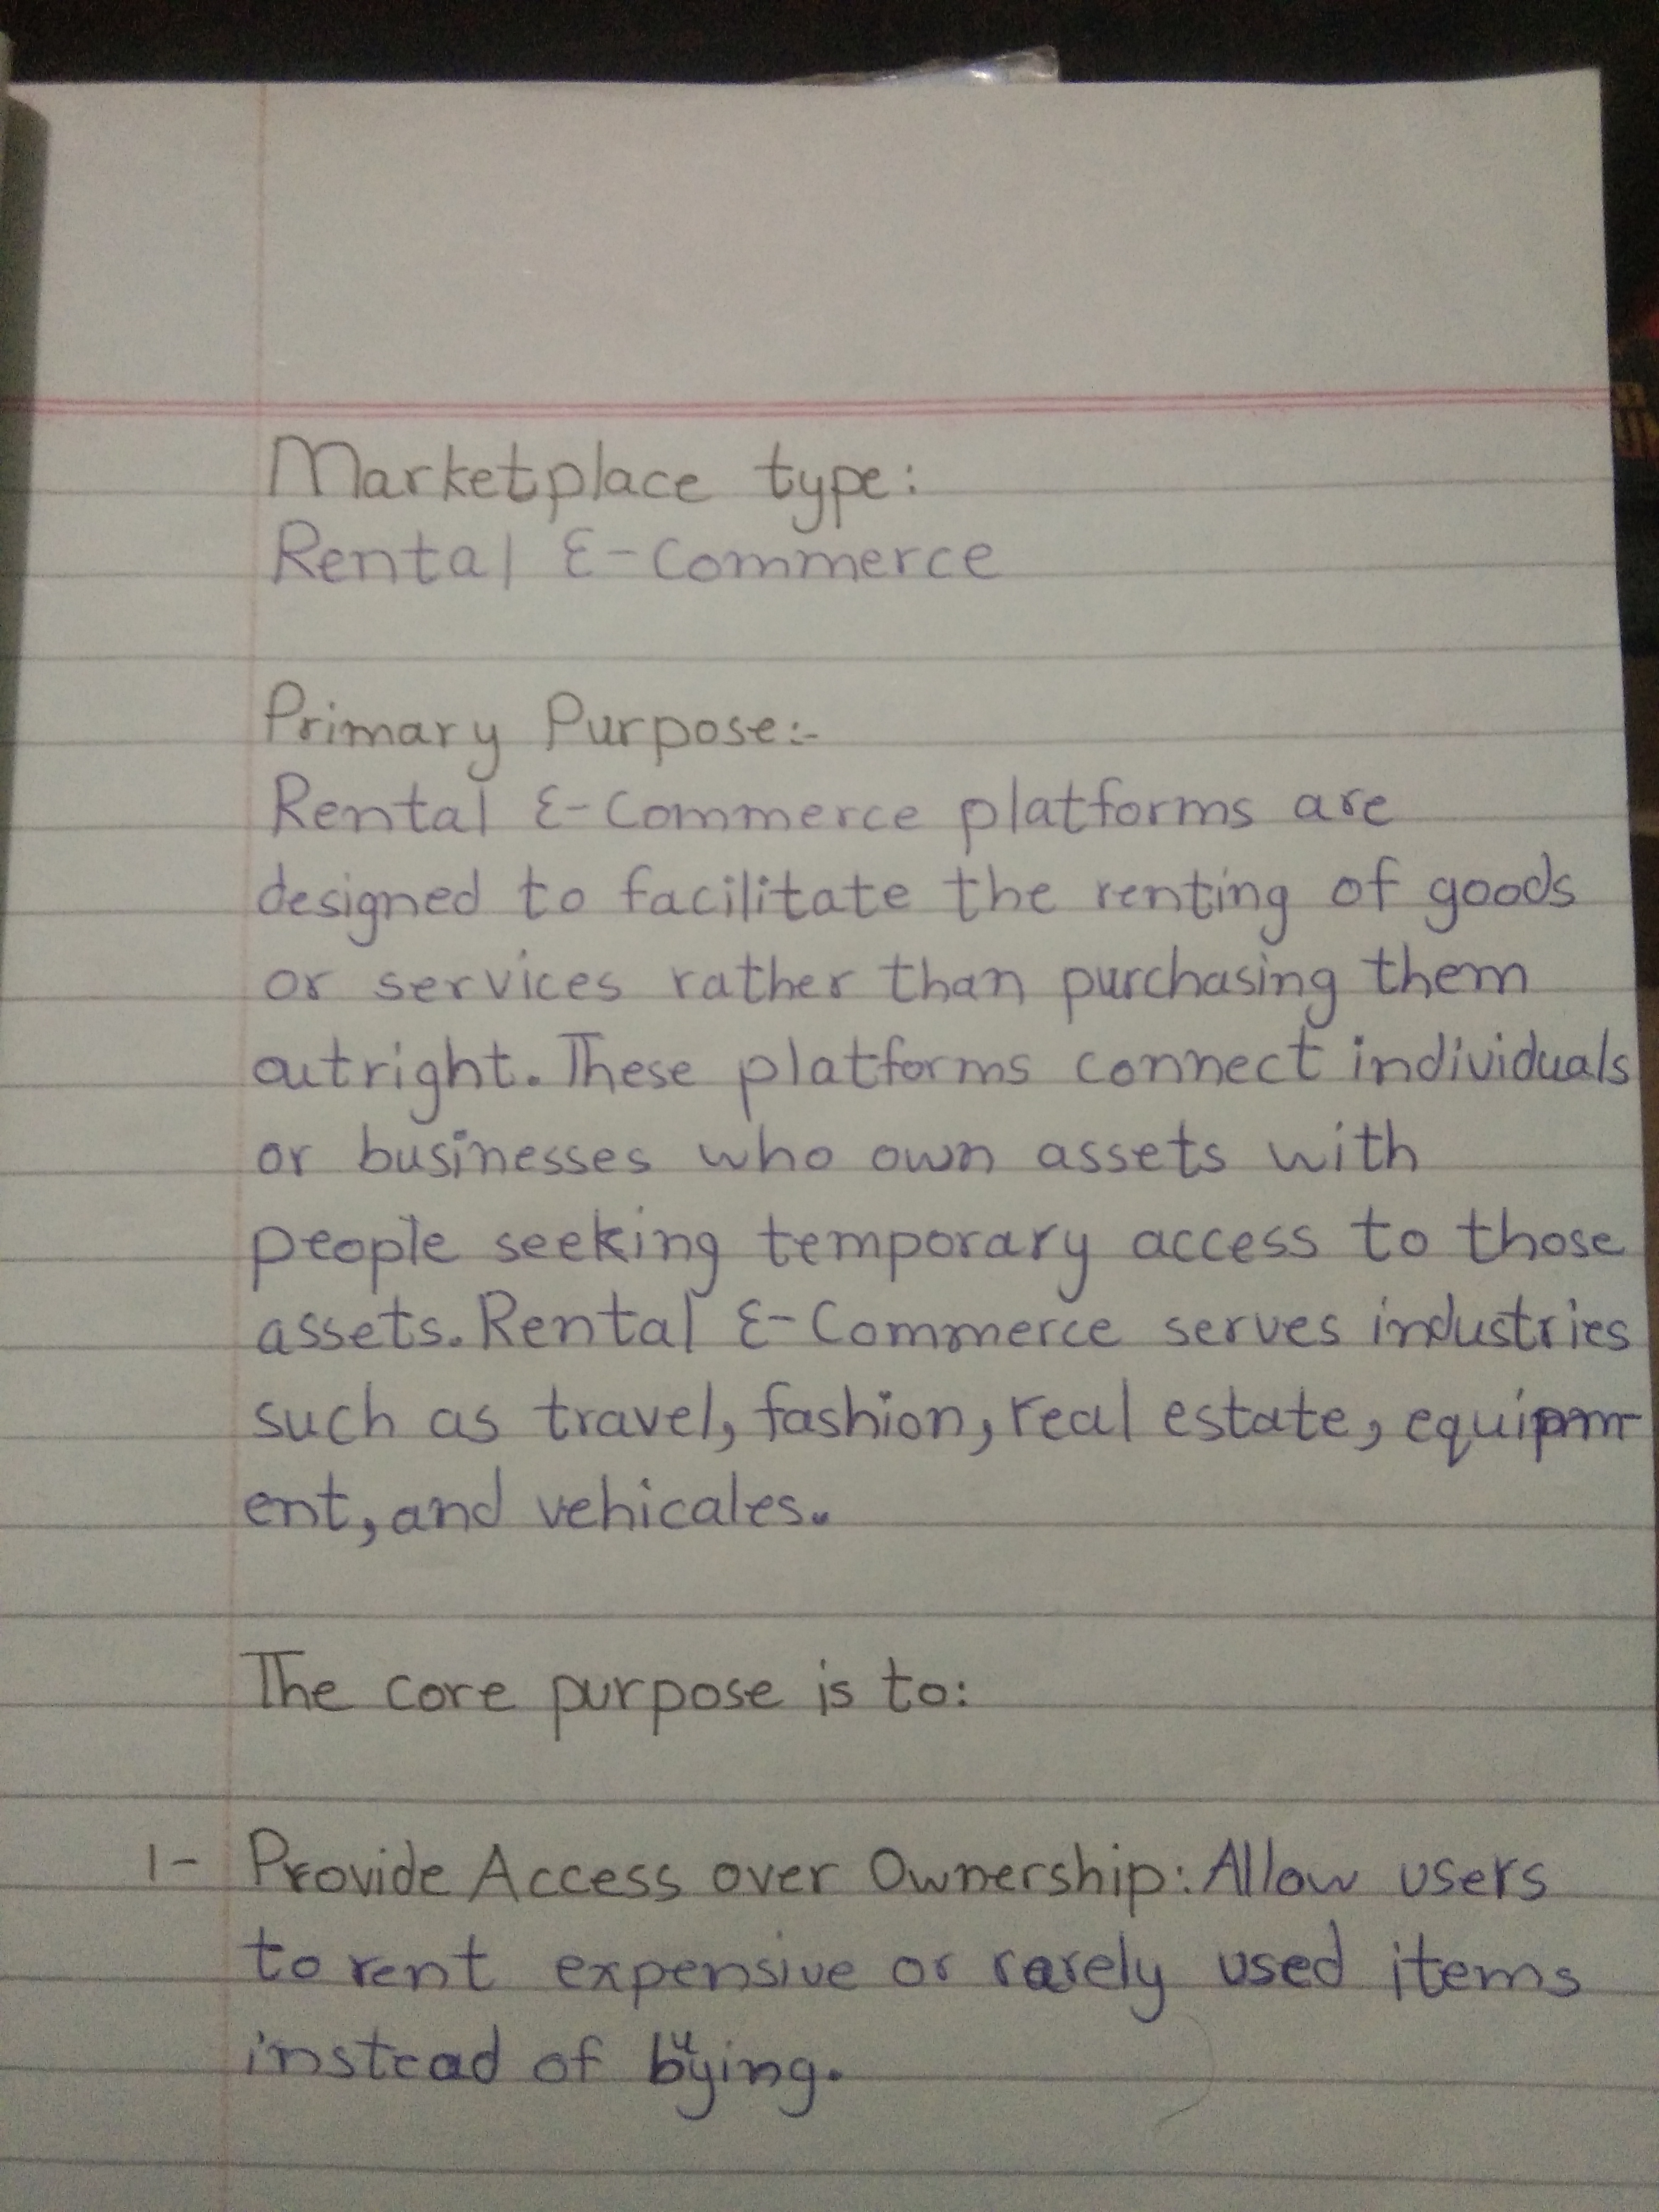 Marketplace type:
Rental E-Commerce
Primary Purpose:-
Rental E-Commerce platforms are
designed to facilitate the renting of goods
or services rather than purchasing them
outright. These platforms connect individuals
or businesses who own assets with
people seeking temporary access to those
assets. Rental E-Commerce serves industries
such as travel, fashion, real estate, equipm-
ent, and vehicales.
The core purpose is to:
1- Provide Access over Ownership: Allow users
to rent expensive or rarely used items
instead of buying.